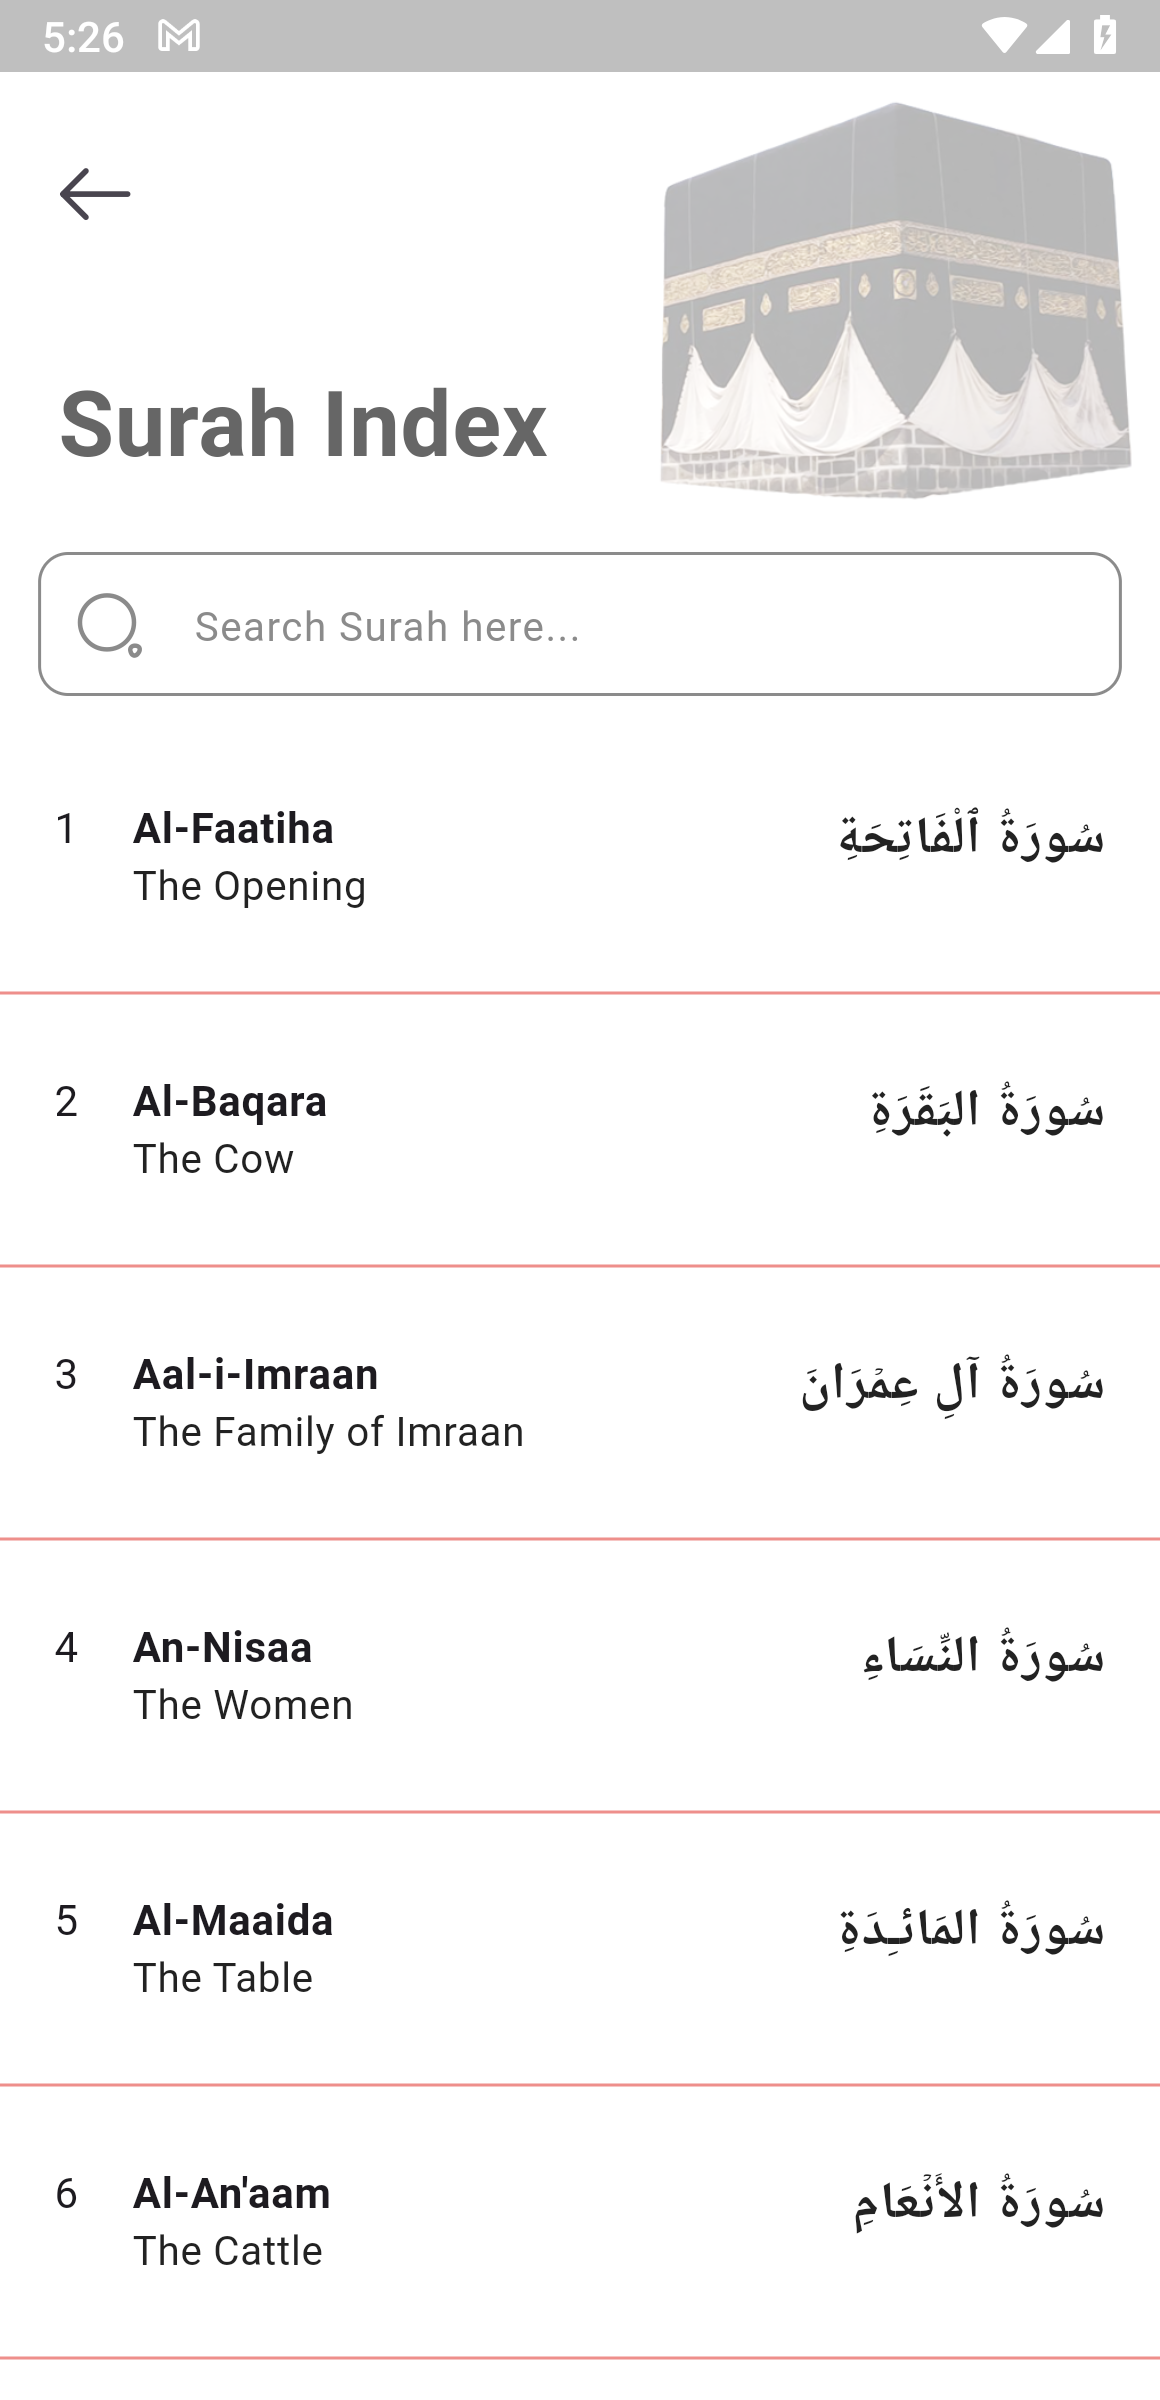 5:26
Surah Index
Search Surah here...
1 Al-Faatiha سُورَةُ ٱلْفَاتِحَةِ
The Opening
2 Al-Baqara سُورَةُ البَقَرَةِ
The Cow
3 Aal-i-Imraan سُورَةُ آلِ عِمۡرَانَ
The Family of Imraan
4 An-Nisaa سُورَةُ النِّسَاءِ
The Women
5 Al-Maaida سُورَةُ المَائـِدَةِ
The Table
6 Al-An'aam سُورَةُ الأَنۡعَامِ
The Cattle